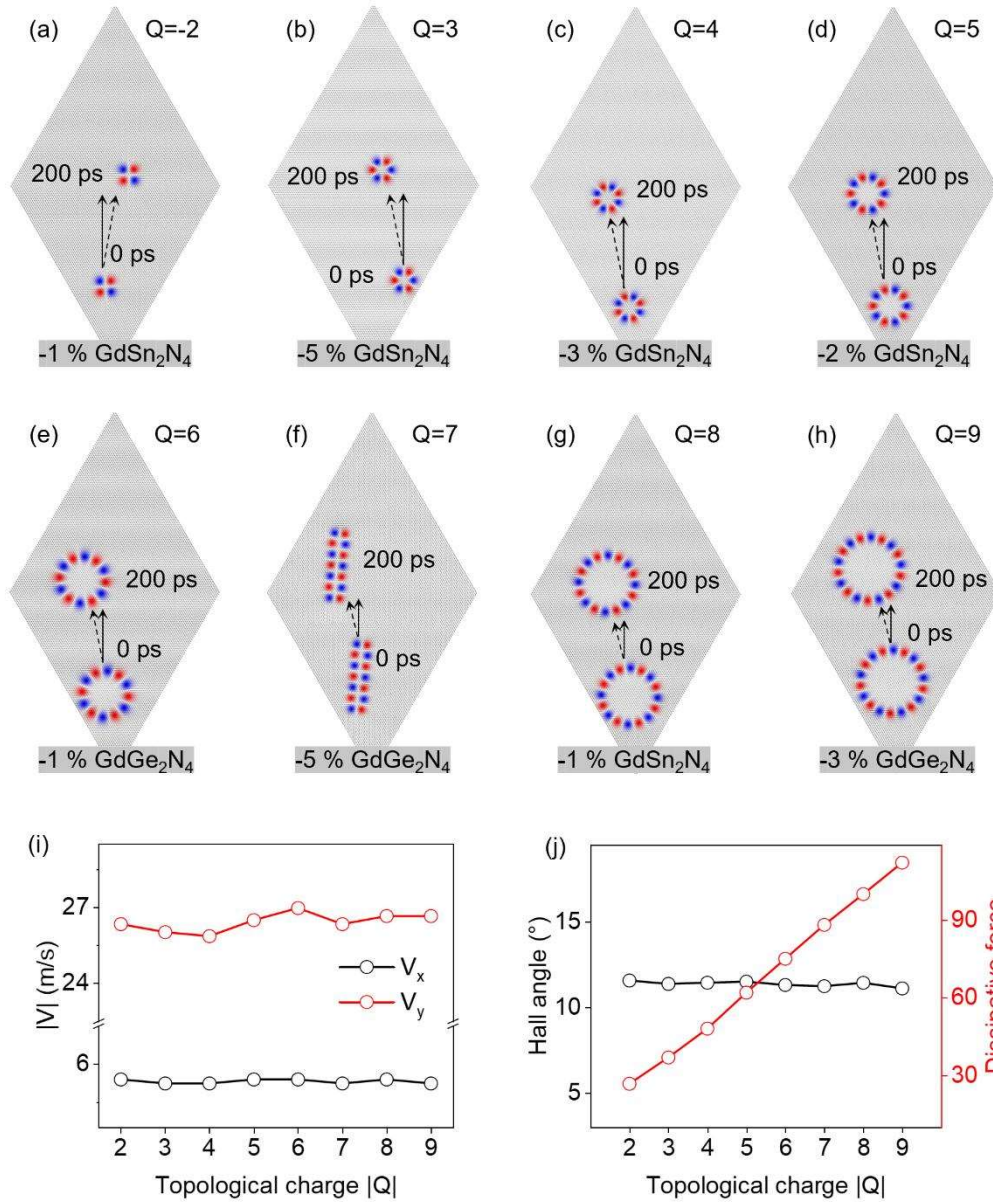 (a) Q=-2
200 ps
0 ps
-1 % GdSn₂N₄
(b) Q=3
200 ps
0 ps
-5 % GdSn₂N₄
(c) Q=4
200 ps
0 ps
-3 % GdSn₂N₄
(d) Q=5
200 ps
0 ps
-2 % GdSn₂N₄
(e) Q=6
200 ps
0 ps
-1 % GdGe₂N₄
(f) Q=7
200 ps
0 ps
-5 % GdGe₂N₄
(g) Q=8
200 ps
0 ps
-1 % GdSn₂N₄
(h) Q=9
200 ps
0 ps
-3 % GdGe₂N₄
(i)
|V| (m/s)
27
24
6
Vₓ
Vᵧ
2 3 4 5 6 7 8 9
Topological charge |Q|
(j)
Hall angle (°)
15
10
5
90
60
30
Dissipative force
2 3 4 5 6 7 8 9
Topological charge |Q|